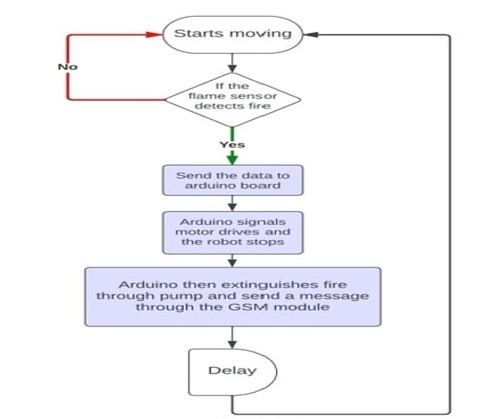 Starts moving
No
If the
flame sensor
detects fire
Yes
Send the data to
arduino board
Arduino signals
motor drives and
the robot stops
Arduino then extinguishes fire
through pump and send a message
through the GSM module
Delay